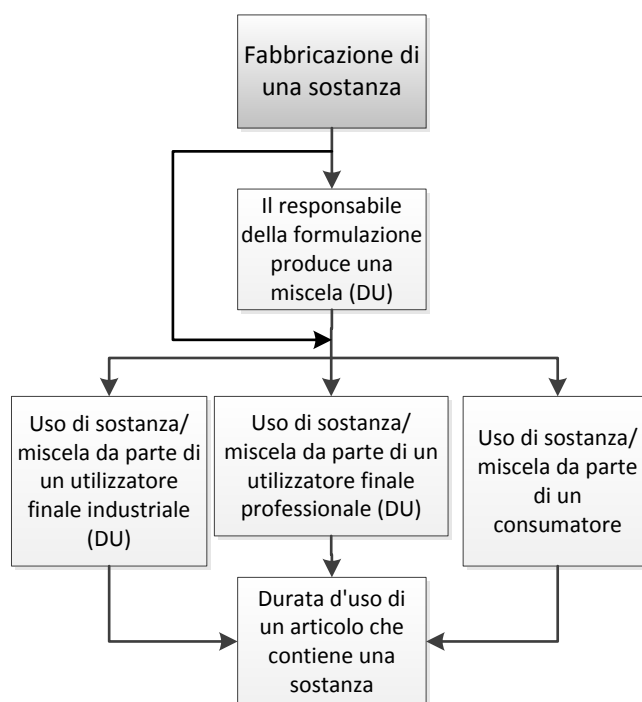 Fabbricazione di
una sostanza
Il responsabile
della formulazione
produce una
miscela (DU)
Uso di sostanza/
miscela da parte di
un utilizzatore
finale industriale
(DU)
Uso di sostanza/
miscela da parte di un
utilizzatore finale
professionale (DU)
Uso di sostanza/
miscela da parte
di un
consumatore
Durata d'uso di
un articolo che
contiene una
sostanza